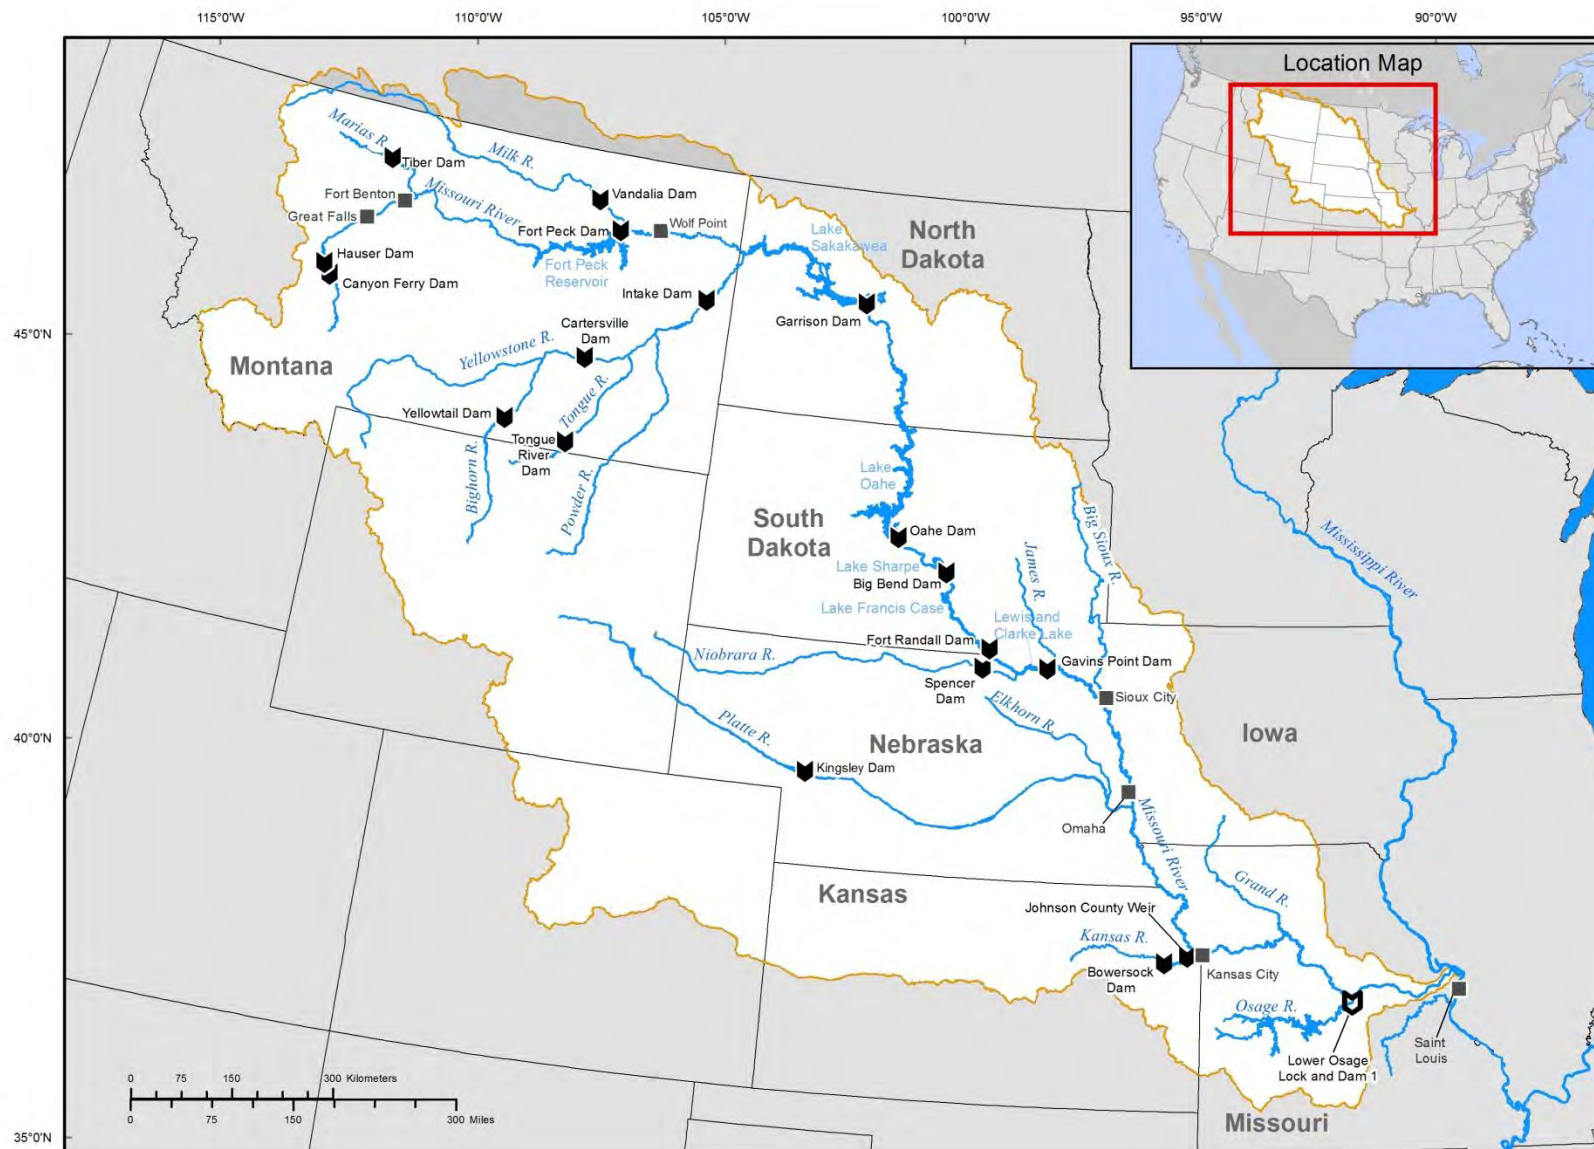 115°0'W
110°0'W
105°0'W
100°0'W
95°0'W
90°0'W
Location Map
Marias R.
Tiber Dam
Milk R.
Fort Benton
Great Falls
Missouri River
Vandalia Dam
Fort Peck Dam
Wolf Point
Fort Peck
Reservoir
Hauser Dam
Canyon Ferry Dam
Lake
Sakakawea
North
Dakota
Intake Dam
Garrison Dam
45°0'N
Cartersville
Dam
Yellowstone R.
Montana
Tongue R.
Yellowtail Dam
Tongue
River
Dam
Bighorn R.
Powder R.
Lake
Oahe
South
Dakota
Oahe Dam
Lake Sharpe
Big Bend Dam
Lake Francis Case
James R.
Big Sioux R.
Mississippi River
Lewis and
Clarke Lake
Fort Randall Dam
Gavins Point Dam
Niobrara R.
Spencer
Dam
Sioux City
Elkhorn R.
Platte R.
Nebraska
Iowa
40°0'N
Kingsley Dam
Omaha
Missouri River
Kansas
Grand R.
Johnson County Weir
Kansas R.
Bowersock
Dam
Kansas City
Osage R.
Saint
Louis
Lower Osage
Lock and Dam 1
Missouri
0 75 150 300 Kilometers
0 75 150 300 Miles
35°0'N